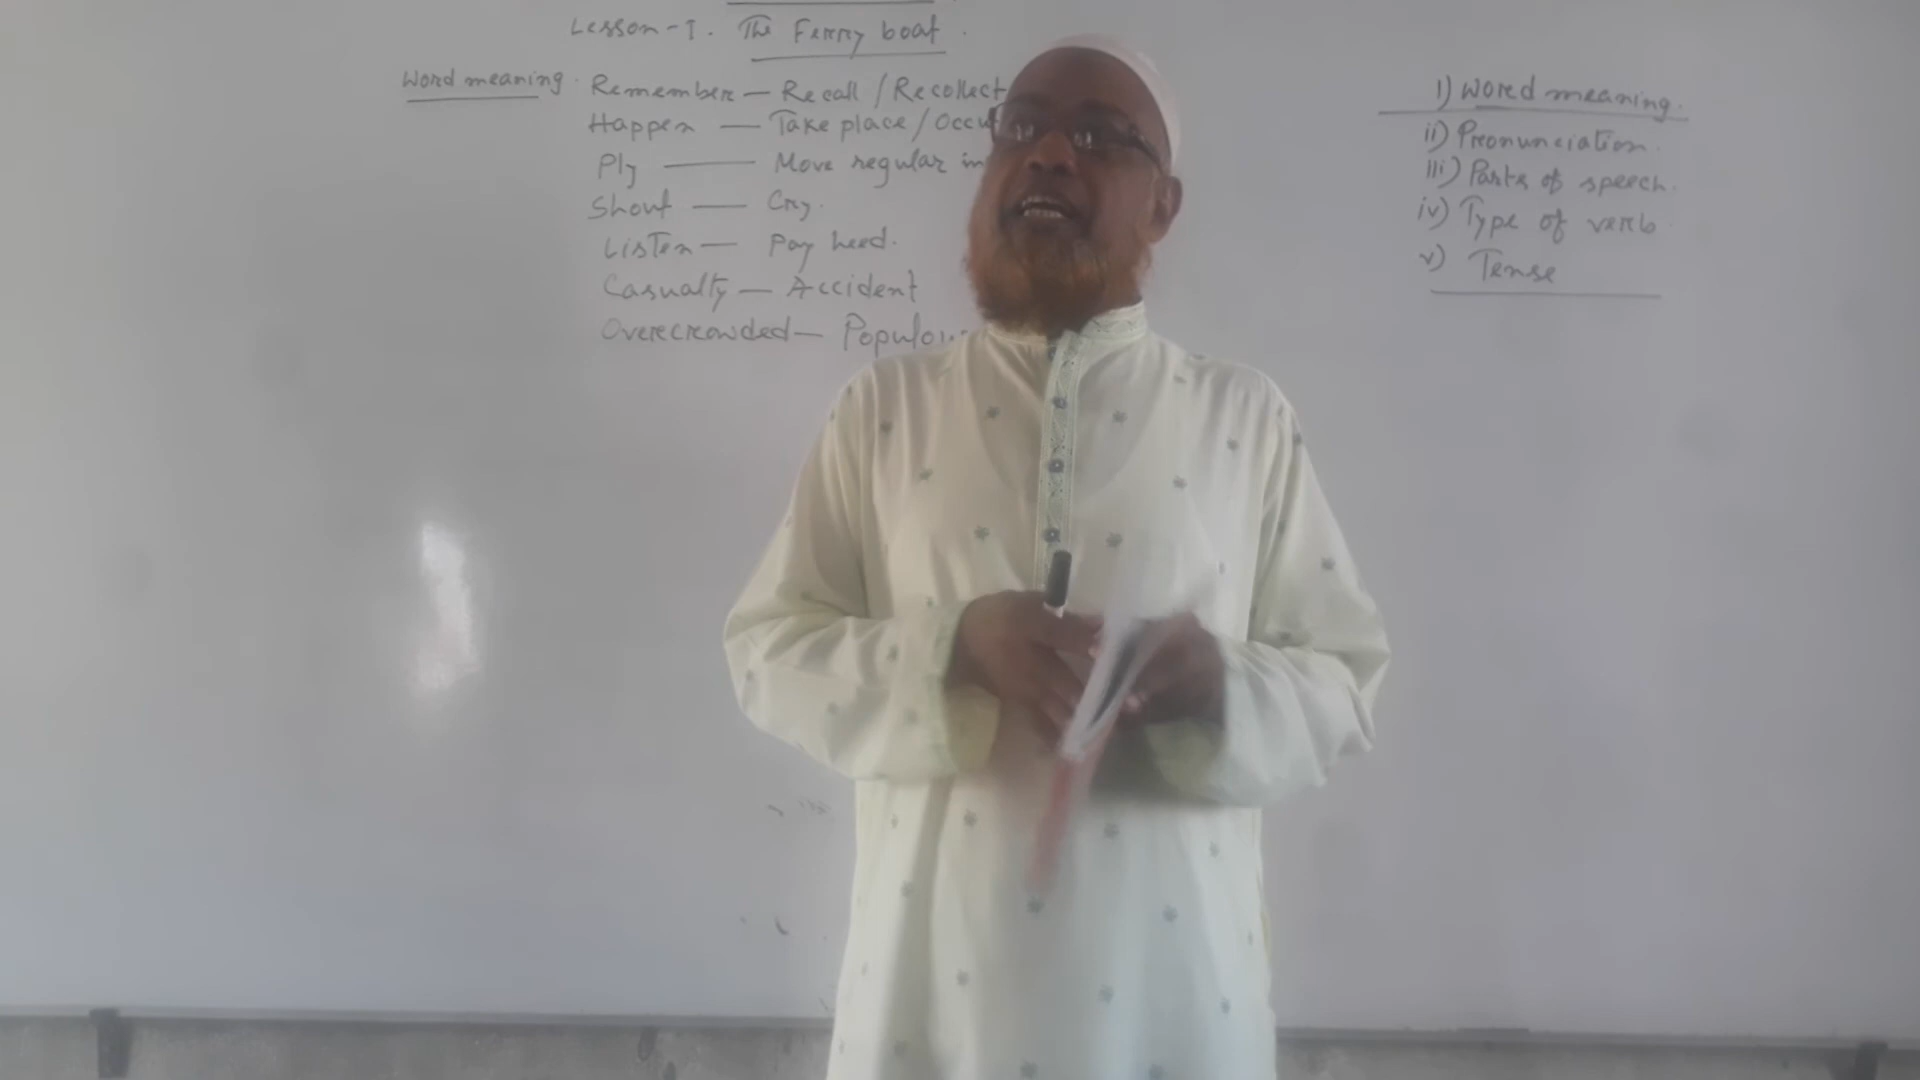 Lesson-1. The Ferry boat.
Word meaning. Remember — Recall / Recollect
Happen — Take place / Occu
Ply — Move regular in
Shout — Cry.
Listen — Pay heed.
Casualty — Accident
Overcrowded — Populou
i) Word meaning.
ii) Pronunciation.
iii) Parts of speech.
iv) Type of verb.
v) Tense